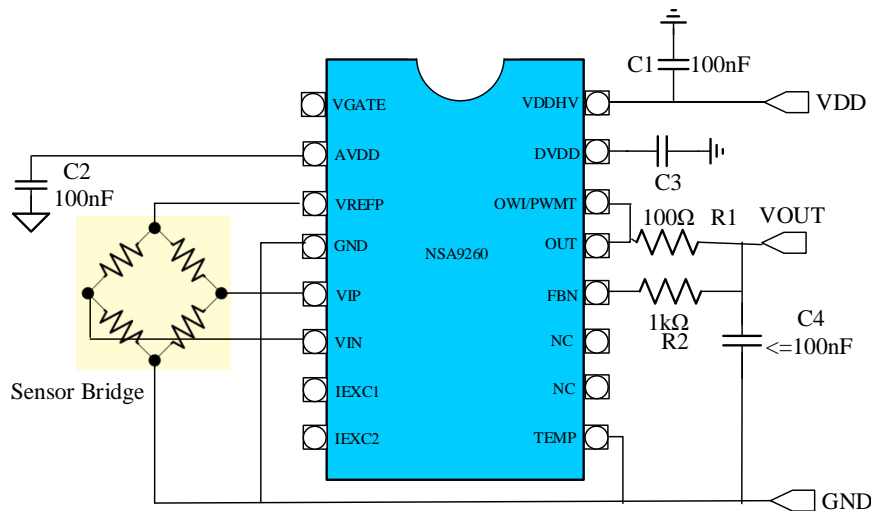 C1
100nF
VDD
VGATE
VDDHV
AVDD
DVDD
C2
100nF
C3
VREFP
OWI/PWMT
100Ω
R1
VOUT
GND
NSA9260
OUT
VIP
FBN
1kΩ
R2
C4
<=100nF
VIN
NC
Sensor Bridge
IEXC1
NC
IEXC2
TEMP
GND